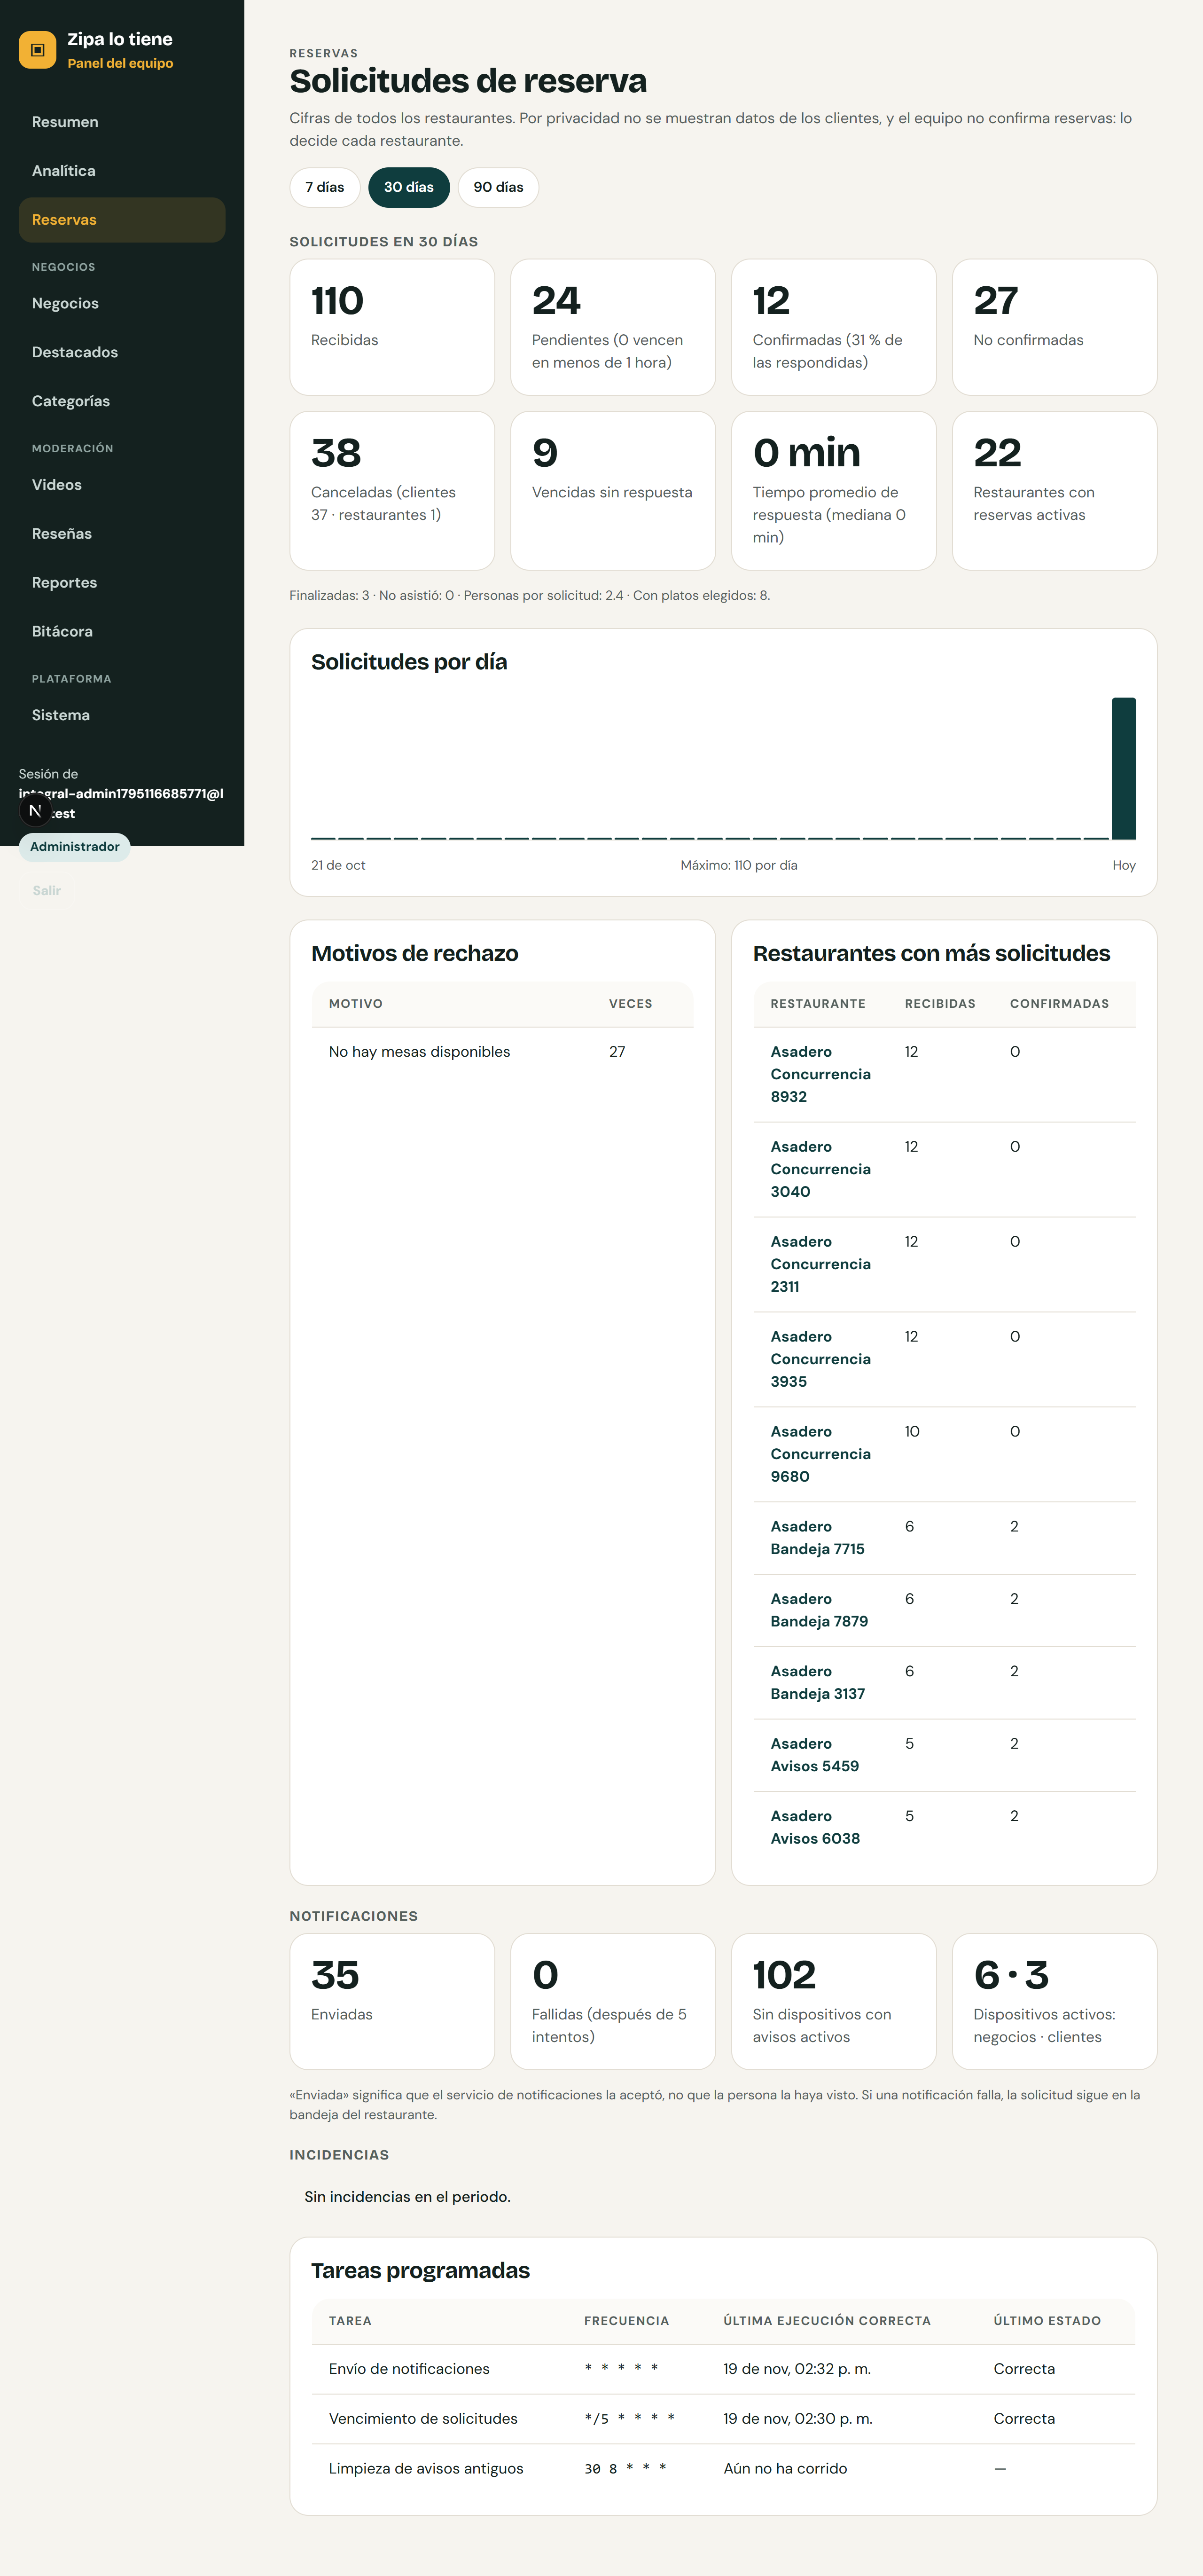 Zipa lo tiene
Panel del equipo
Resumen
Analítica
Reservas
NEGOCIOS
Negocios
Destacados
Categorías
MODERACIÓN
Videos
Reseñas
Reportes
Bitácora
PLATAFORMA
Sistema
Sesión de
integral-admin1795116685771@l
test
N
Administrador
Salir
RESERVAS
Solicitudes de reserva
Cifras de todos los restaurantes. Por privacidad no se muestran datos de los clientes, y el equipo no confirma reservas: lo
decide cada restaurante.
7 días
30 días
90 días
SOLICITUDES EN 30 DÍAS
110
Recibidas
24
Pendientes (0 vencen
en menos de 1 hora)
12
Confirmadas (31 % de
las respondidas)
27
No confirmadas
38
Canceladas (clientes
37 · restaurantes 1)
9
Vencidas sin respuesta
0 min
Tiempo promedio de
respuesta (mediana 0
min)
22
Restaurantes con
reservas activas
Finalizadas: 3 · No asistió: 0 · Personas por solicitud: 2.4 · Con platos elegidos: 8.
Solicitudes por día
21 de oct
Máximo: 110 por día
Hoy
Motivos de rechazo
MOTIVO VECES
No hay mesas disponibles 27
Restaurantes con más solicitudes
RESTAURANTE RECIBIDAS CONFIRMADAS
Asadero 12 0
Concurrencia
8932
Asadero 12 0
Concurrencia
3040
Asadero 12 0
Concurrencia
2311
Asadero 12 0
Concurrencia
3935
Asadero 10 0
Concurrencia
9680
Asadero 6 2
Bandeja 7715
Asadero 6 2
Bandeja 7879
Asadero 6 2
Bandeja 3137
Asadero 5 2
Avisos 5459
Asadero 5 2
Avisos 6038
NOTIFICACIONES
35
Enviadas
0
Fallidas (después de 5
intentos)
102
Sin dispositivos con
avisos activos
6 · 3
Dispositivos activos:
negocios · clientes
«Enviada» significa que el servicio de notificaciones la aceptó, no que la persona la haya visto. Si una notificación falla, la solicitud sigue en la
bandeja del restaurante.
INCIDENCIAS
Sin incidencias en el periodo.
Tareas programadas
TAREA FRECUENCIA ÚLTIMA EJECUCIÓN CORRECTA ÚLTIMO ESTADO
Envío de notificaciones * * * * * 19 de nov, 02:32 p. m. Correcta
Vencimiento de solicitudes */5 * * * * 19 de nov, 02:30 p. m. Correcta
Limpieza de avisos antiguos 30 8 * * * Aún no ha corrido —